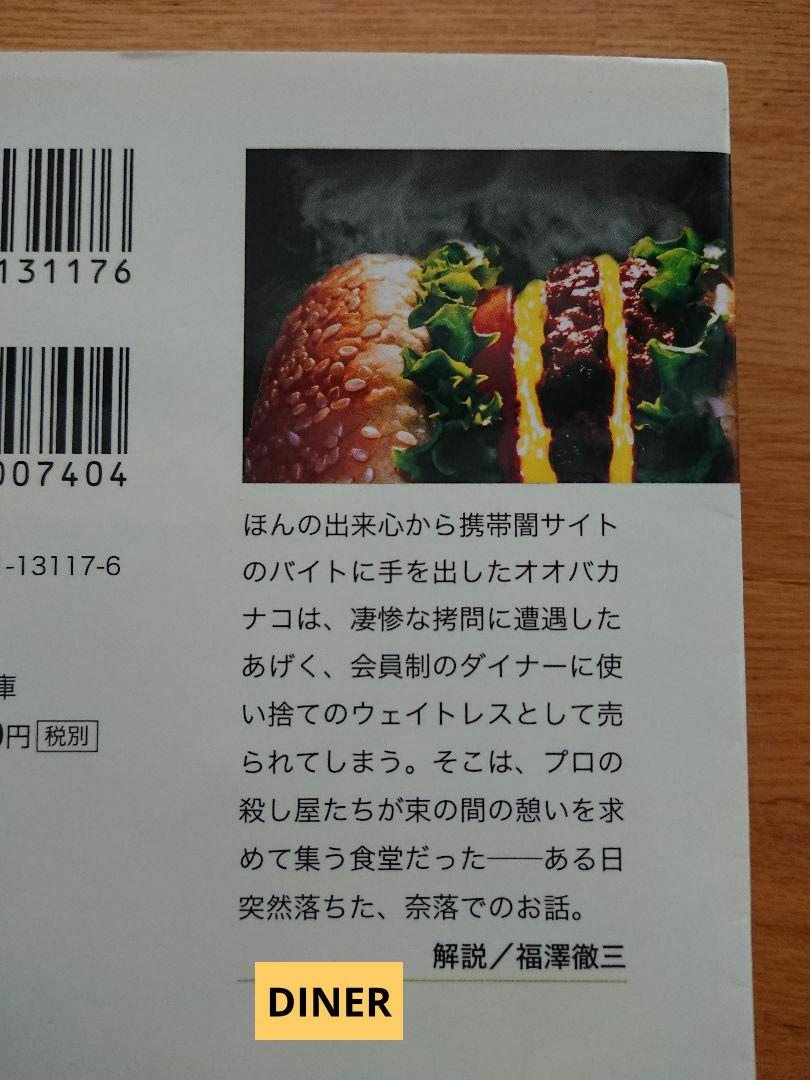 131176
007404
-13117-6
庫
円 税別
ほんの出来心から携帯闇サイト
のバイトに手を出したオオバカ
ナコは、凄惨な拷問に遭遇した
あげく、会員制のダイナーに使
い捨てのウェイトレスとして売
られてしまう。そこは、プロの
殺し屋たちが束の間の憩いを求
めて集う食堂だった──ある日
突然落ちた、奈落でのお話。
解説／福澤徹三
DINER